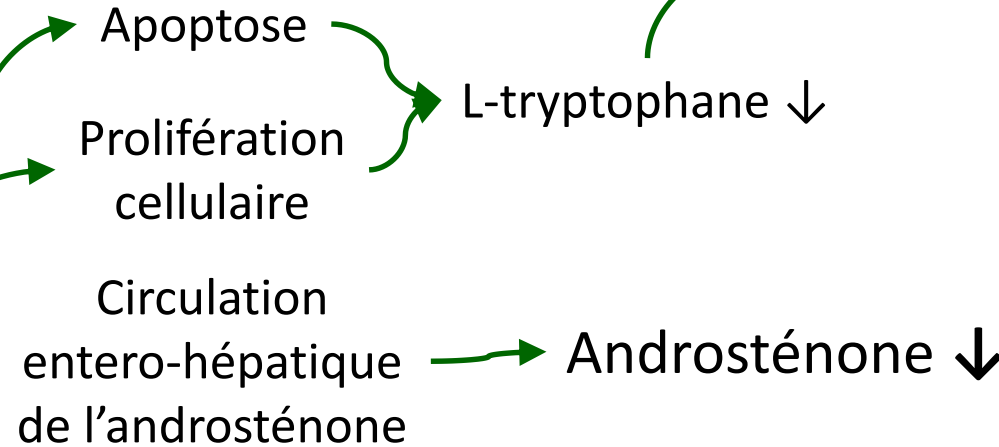 Apoptose
L-tryptophane ↓
Prolifération
cellulaire
Circulation
entero-hépatique
de l’androsténone
Androsténone ↓